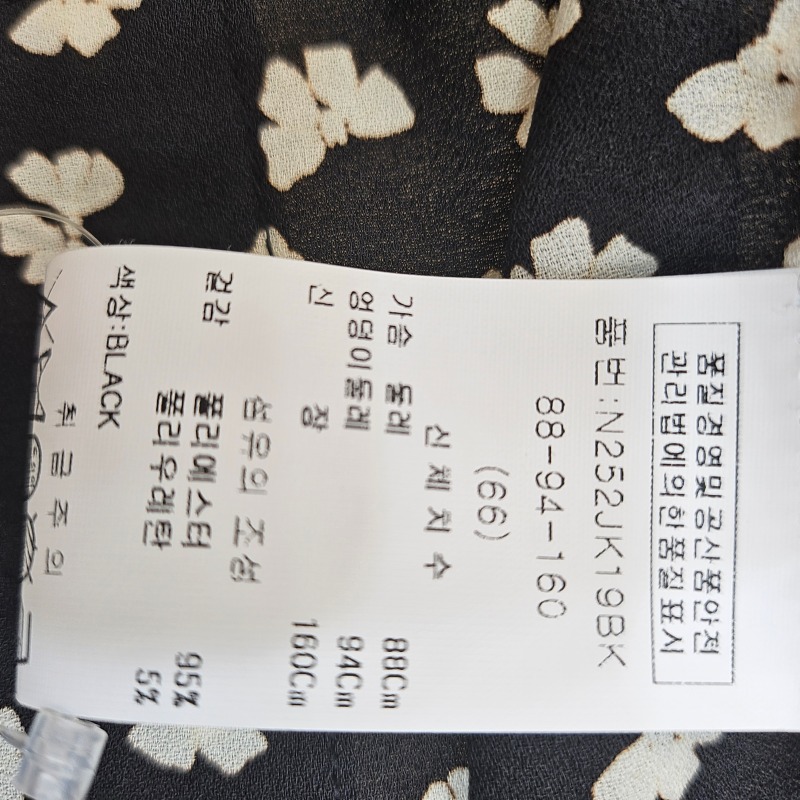 품질경영및공산품안전
관리법에의한품질표시
품번:N252JK19BK
88-94-160
(66)
신체치수
가슴 둘레 88Cm
엉덩이둘레 94Cm
신 장 160Cm
섬유의 조성
겉감 폴리에스터 95%
폴리우레탄 5%
색상:BLACK
취급주의